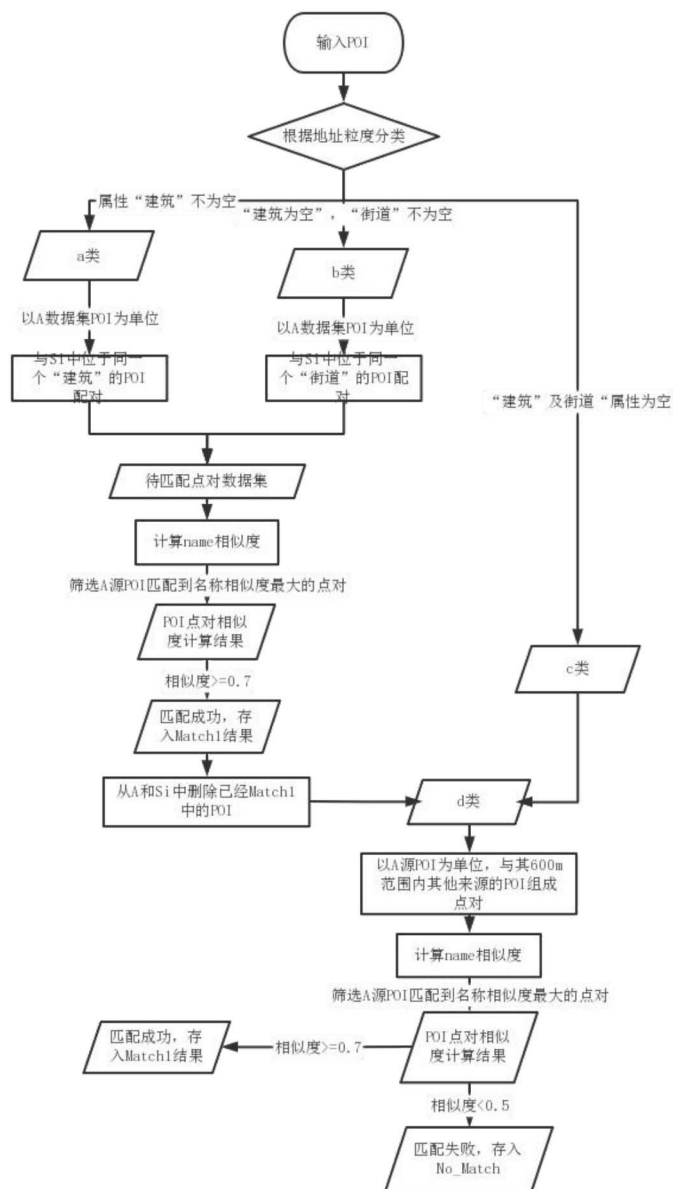 输入POI
根据地址粒度分类
属性“建筑”不为空
“建筑为空”，“街道”不为空
a类
b类
以A数据集POI为单位
以A数据集POI为单位
与S1中位于同一
个“建筑”的POI
配对
与S1中位于同一
个“街道”的POI配
对
“建筑”及街道“属性为空
待匹配点对数据集
计算name相似度
筛选A源POI匹配到名称相似度最大的点对
POI点对相似
度计算结果
相似度>=0.7
c类
匹配成功，存
入Match1结果
从A和Si中删除已经Match1
中的POI
d类
以A源POI为单位，与其600m
范围内其他来源的POI组成
点对
计算name相似度
筛选A源POI匹配到名称相似度最大的点对
匹配成功，存
入Match1结果
相似度>=0.7
POI点对相似
度计算结果
相似度<0.5
匹配失败，存入
No_Match